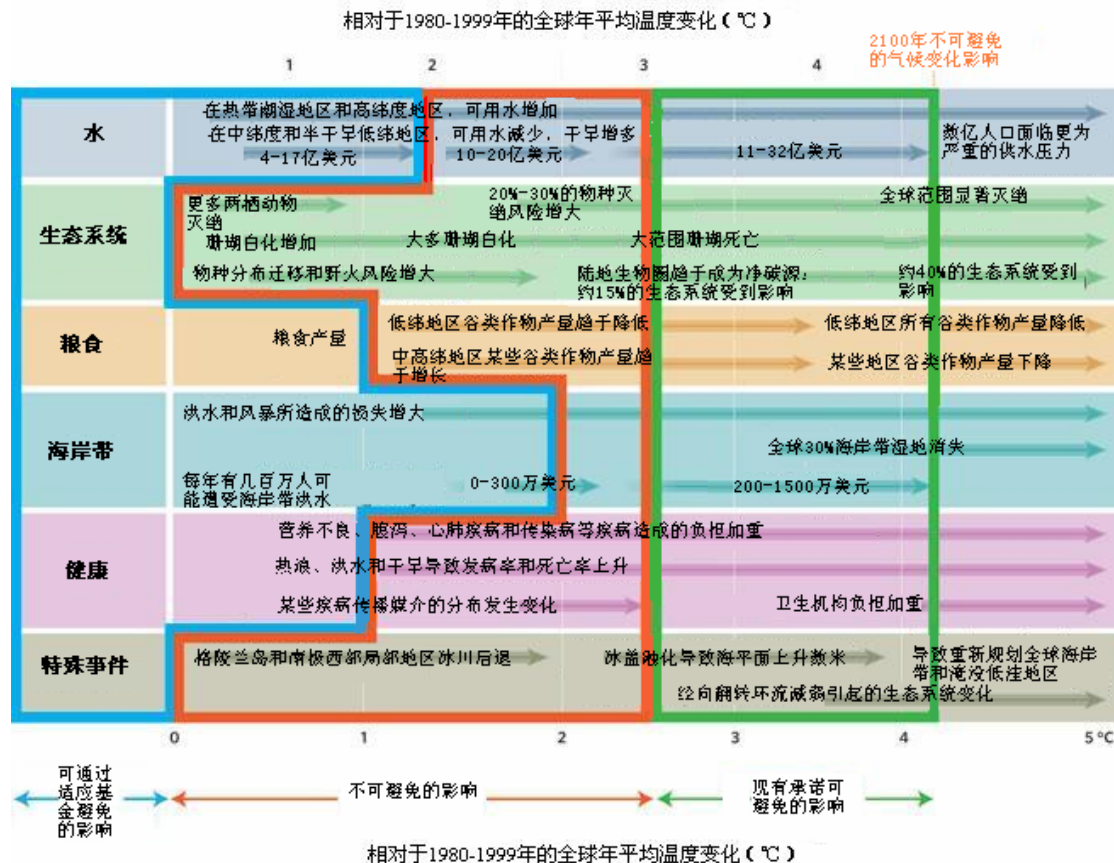 相对于1980-1999年的全球年平均温度变化(℃)
2100年不可避免
的气候变化影响
1
2
3
4
水
在热带潮湿地区和高纬度地区，可用水增加
在中纬度和半干旱低纬地区，可用水减少，干旱增多
4-17亿美元
10-20亿美元
11-32亿美元
数亿人口面临更为
严重的供水压力
生态系统
更多两栖动物
灭绝
20%-30%的物种灭
绝风险增大
全球范围显著灭绝
珊瑚白化增加
大多珊瑚白化
大范围珊瑚死亡
物种分布迁移和野火风险增大
陆地生物圈趋于成为净碳源；
约15%的生态系统受到影响
约40%的生态系统受到
影响
粮食
粮食产量
低纬地区谷类作物产量趋于降低
低纬地区所有谷类作物产量降低
中高纬地区某些谷类作物产量趋
于增长
某些地区谷类作物产量下降
海岸带
洪水和风暴所造成的损失增大
全球30%海岸带湿地消失
每年有几百万人可
能遭受海岸带洪水
0-300万美元
200-1500万美元
健康
营养不良、腹泻、心肺疾病和传染病等疾病造成的负担加重
热浪、洪水和干旱导致发病率和死亡率上升
某些疾病传播媒介的分布发生变化
卫生机构负担加重
特殊事件
格陵兰岛和南极西部局部地区冰川后退
冰盖融化导致海平面上升数米
导致重新规划全球海岸
带和淹没低洼地区
经向翻转环流减弱引起的生态系统变化
0
1
2
3
4
5℃
可通过
适应基
金避免
的影响
不可避免的影响
现有承诺可
避免的影响
相对于1980-1999年的全球年平均温度变化(℃)